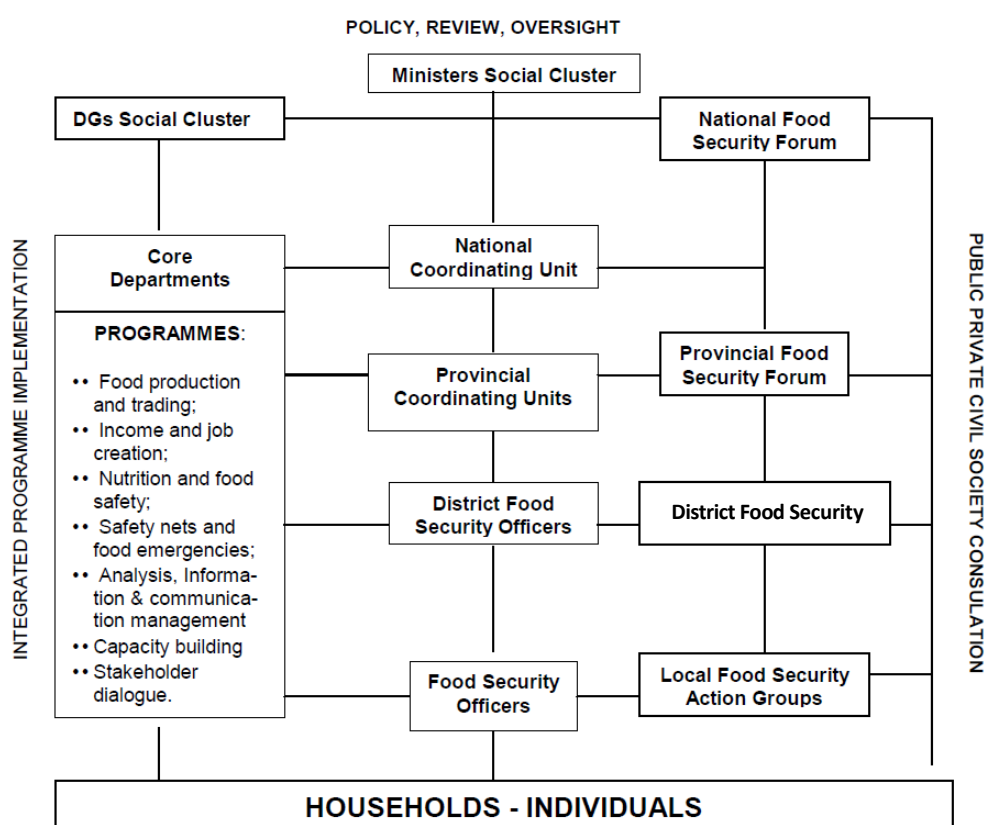 POLICY, REVIEW, OVERSIGHT
Ministers Social Cluster
DGs Social Cluster
National Food
Security Forum
INTEGRATED PROGRAMME IMPLEMENTATION
Core
Departments
National
Coordinating Unit
PUBLIC PRIVATE CIVIL SOCIETY CONSULATION
PROGRAMMES:
•• Food production
and trading;
•• Income and job
creation;
•• Nutrition and food
safety;
•• Safety nets and
food emergencies;
•• Analysis, Informa-
tion & communica-
tion management
•• Capacity building
•• Stakeholder
dialogue.
Provincial
Coordinating Units
Provincial Food
Security Forum
District Food
Security Officers
District Food Security
Food Security
Officers
Local Food Security
Action Groups
HOUSEHOLDS - INDIVIDUALS